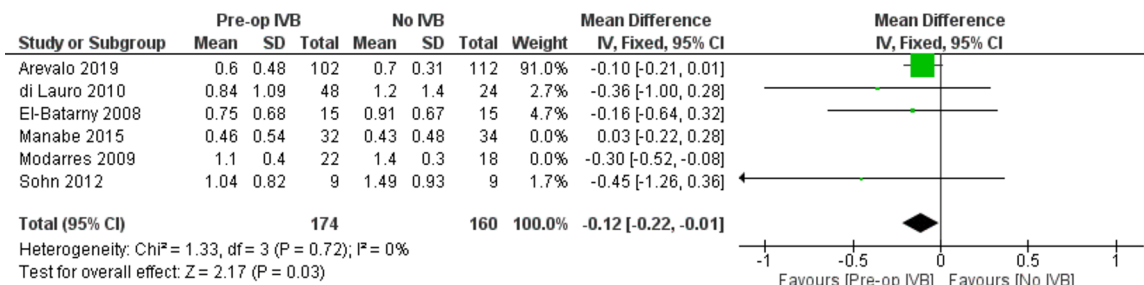 Pre-op IVB No IVB Mean Difference Mean Difference
Study or Subgroup Mean SD Total Mean SD Total Weight IV, Fixed, 95% CI IV, Fixed, 95% CI
Arevalo 2019 0.6 0.48 102 0.7 0.31 112 91.0% -0.10 [-0.21, 0.01]
di Lauro 2010 0.84 1.09 48 1.2 1.4 24 2.7% -0.36 [-1.00, 0.28]
El-Batarny 2008 0.75 0.68 15 0.91 0.67 15 4.7% -0.16 [-0.64, 0.32]
Manabe 2015 0.46 0.54 32 0.43 0.48 34 0.0% 0.03 [-0.22, 0.28]
Modarres 2009 1.1 0.4 22 1.4 0.3 18 0.0% -0.30 [-0.52, -0.08]
Sohn 2012 1.04 0.82 9 1.49 0.93 9 1.7% -0.45 [-1.26, 0.36]
Total (95% CI) 174 160 100.0% -0.12 [-0.22, -0.01]
Heterogeneity: Chi² = 1.33, df = 3 (P = 0.72); I² = 0%
Test for overall effect: Z = 2.17 (P = 0.03)
-1 -0.5 0 0.5 1
Favours [Pre-op IVB] Favours [No IVB]